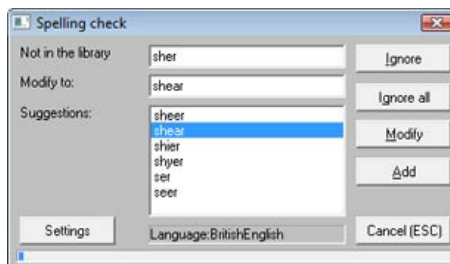 Spelling check
Not in the library
sher
Ignore
Modify to:
shear
Ignore all
Suggestions:
sheer
shear
shier
shyer
ser
seer
Modify
Add
Settings
Language:BritishEnglish
Cancel (ESC)